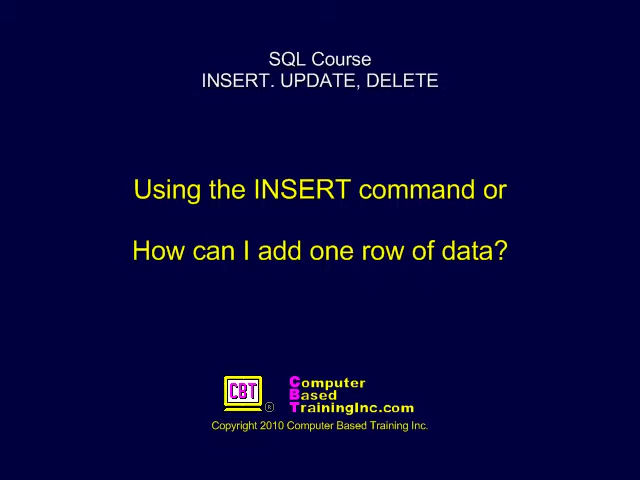 SQL Course
INSERT. UPDATE, DELETE
Using the INSERT command or
How can I add one row of data?
CBT ®
Computer
Based
TrainingInc.com
Copyright 2010 Computer Based Training Inc.